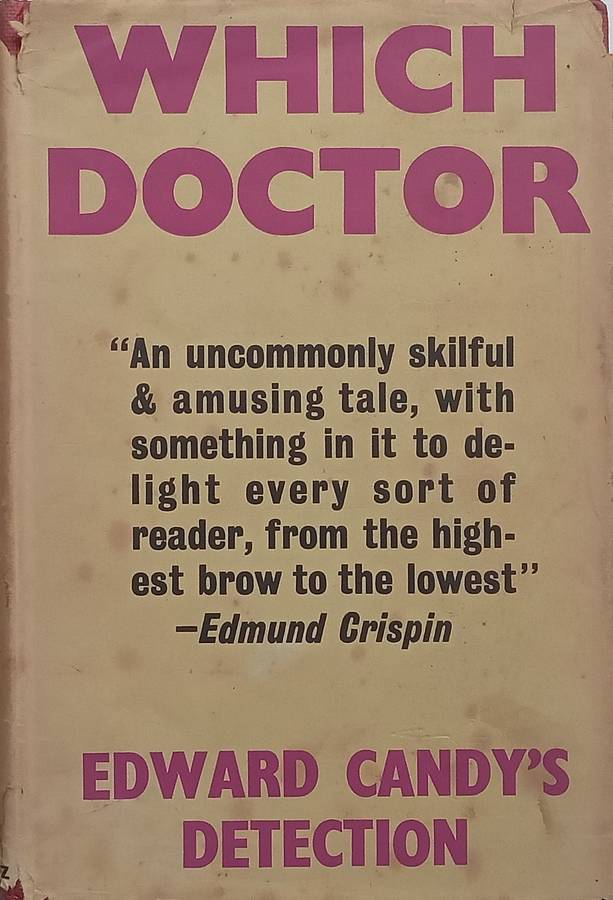 WHICH
DOCTOR
“An uncommonly skilful
& amusing tale, with
something in it to de-
light every sort of
reader, from the high-
est brow to the lowest”
—Edmund Crispin
EDWARD CANDY’S
DETECTION
Z